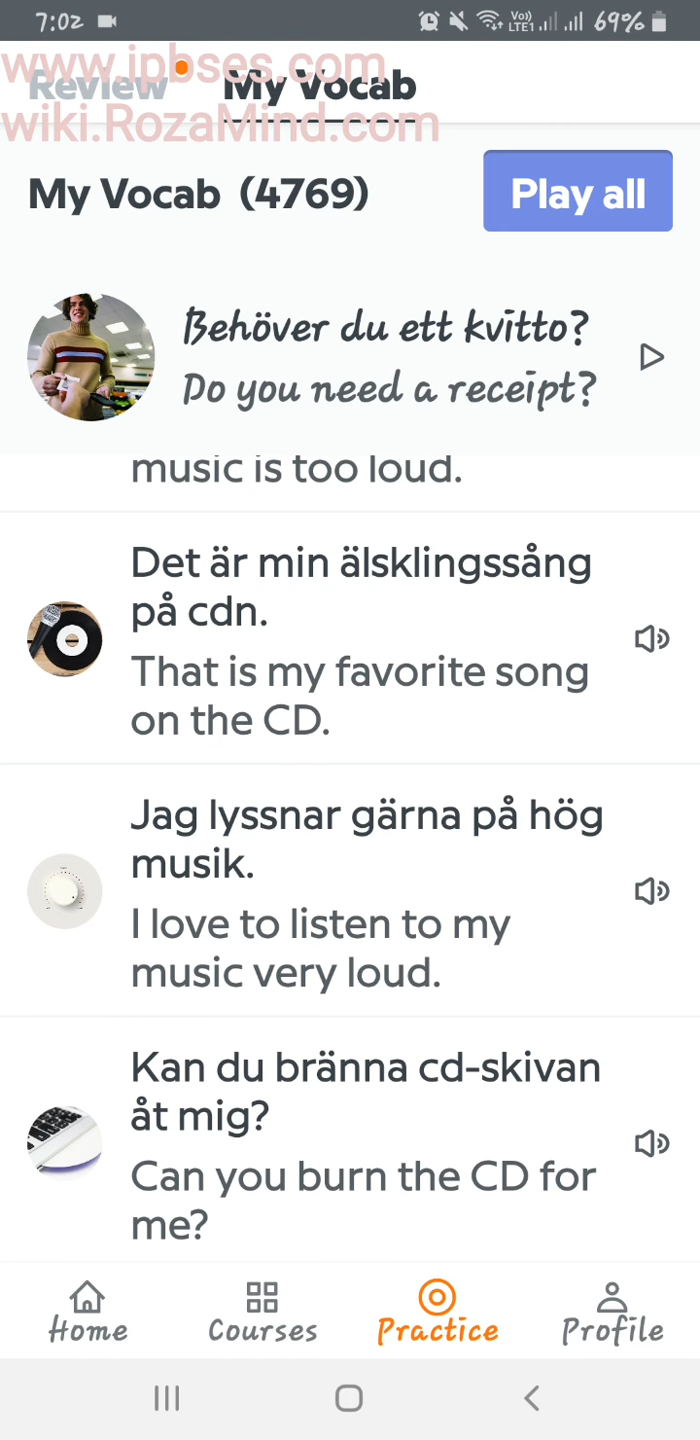 7:02
Vo))
LTE1
69%
www.ipbses.com
Review My Vocab
wiki.RozaMind.com
My Vocab (4769)
Play all
Behöver du ett kvitto?
Do you need a receipt?
music is too loud.
Det är min älsklingssång
på cdn.
That is my favorite song
on the CD.
Jag lyssnar gärna på hög
musik.
I love to listen to my
music very loud.
Kan du bränna cd-skivan
åt mig?
Can you burn the CD for
me?
Home Courses Practice Profile